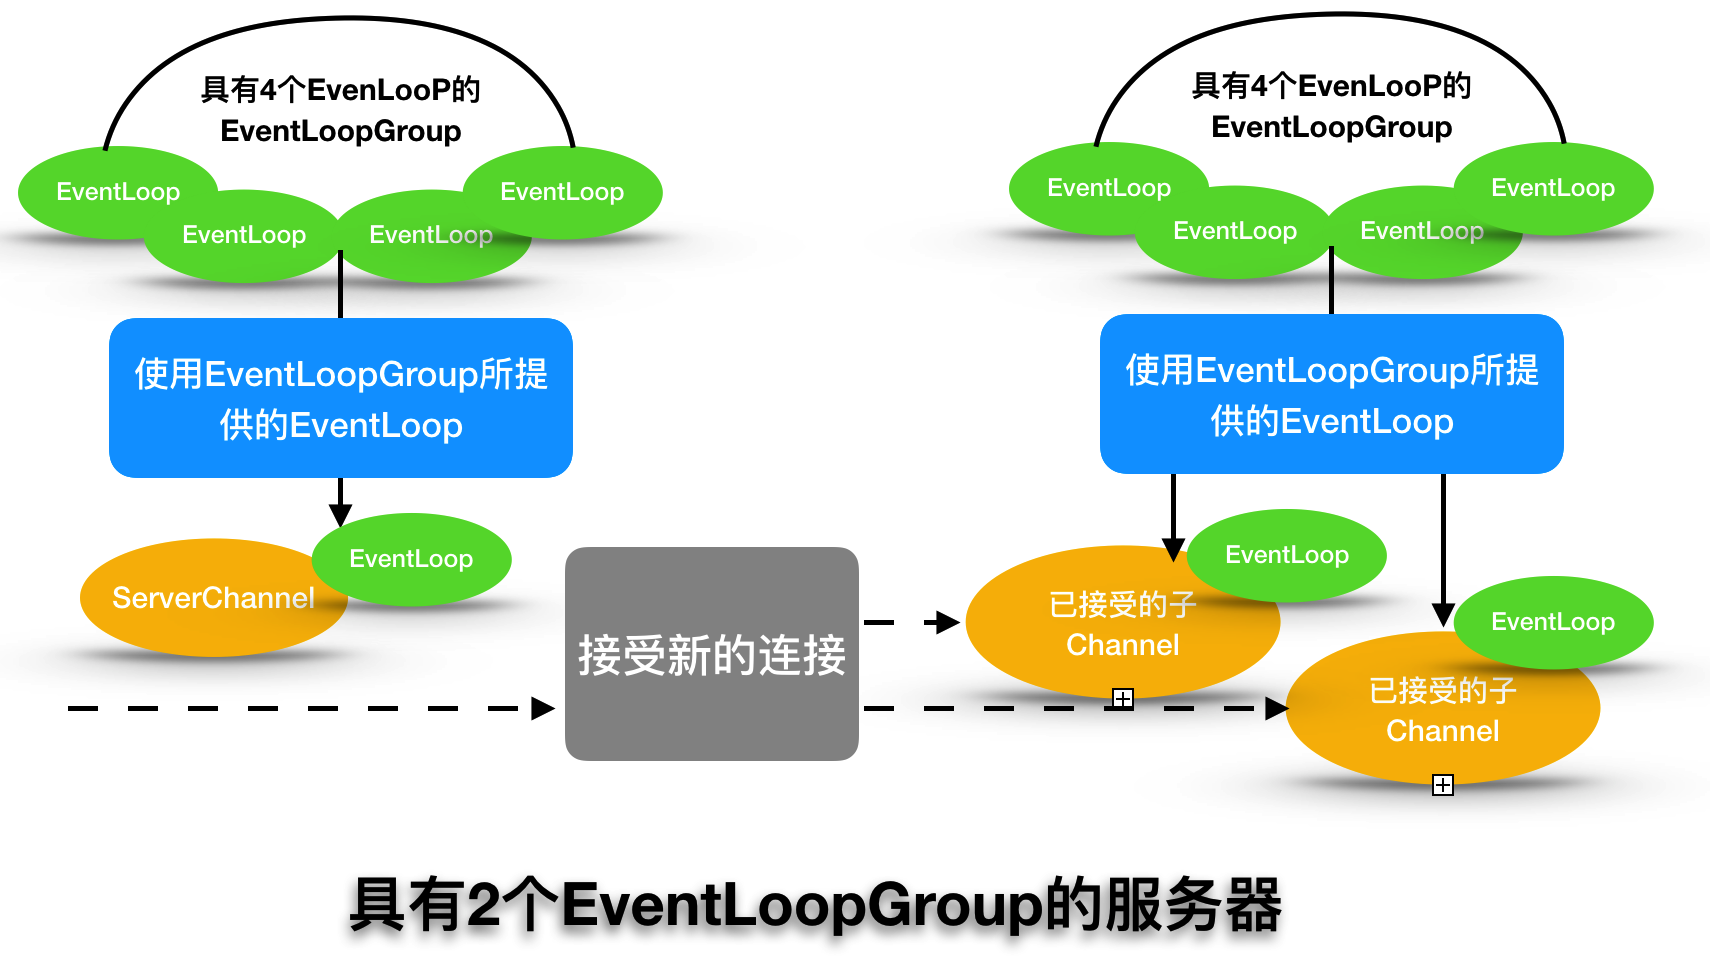 具有4个EvenLooP的
EventLoopGroup
EventLoop
EventLoop
EventLoop
EventLoop
使用EventLoopGroup所提
供的EventLoop
ServerChannel
EventLoop
接受新的连接
具有4个EvenLooP的
EventLoopGroup
EventLoop
EventLoop
EventLoop
EventLoop
使用EventLoopGroup所提
供的EventLoop
EventLoop
已接受的子
Channel
EventLoop
已接受的子
Channel
具有2个EventLoopGroup的服务器